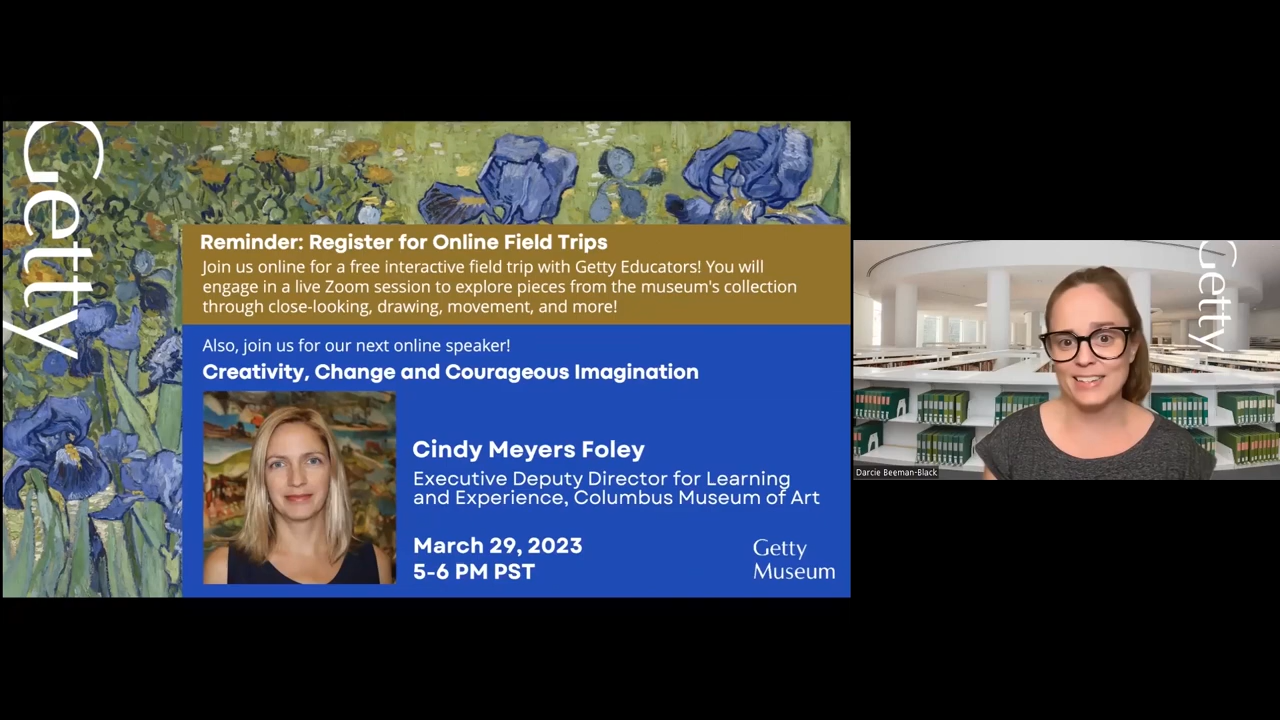 Getty
Reminder: Register for Online Field Trips
Join us online for a free interactive field trip with Getty Educators! You will
engage in a live Zoom session to explore pieces from the museum's collection
through close-looking, drawing, movement, and more!
Also, join us for our next online speaker!
Creativity, Change and Courageous Imagination
Cindy Meyers Foley
Executive Deputy Director for Learning
and Experience, Columbus Museum of Art
March 29, 2023
5-6 PM PST
Getty
Museum
Getty
Darcie Beeman-Black